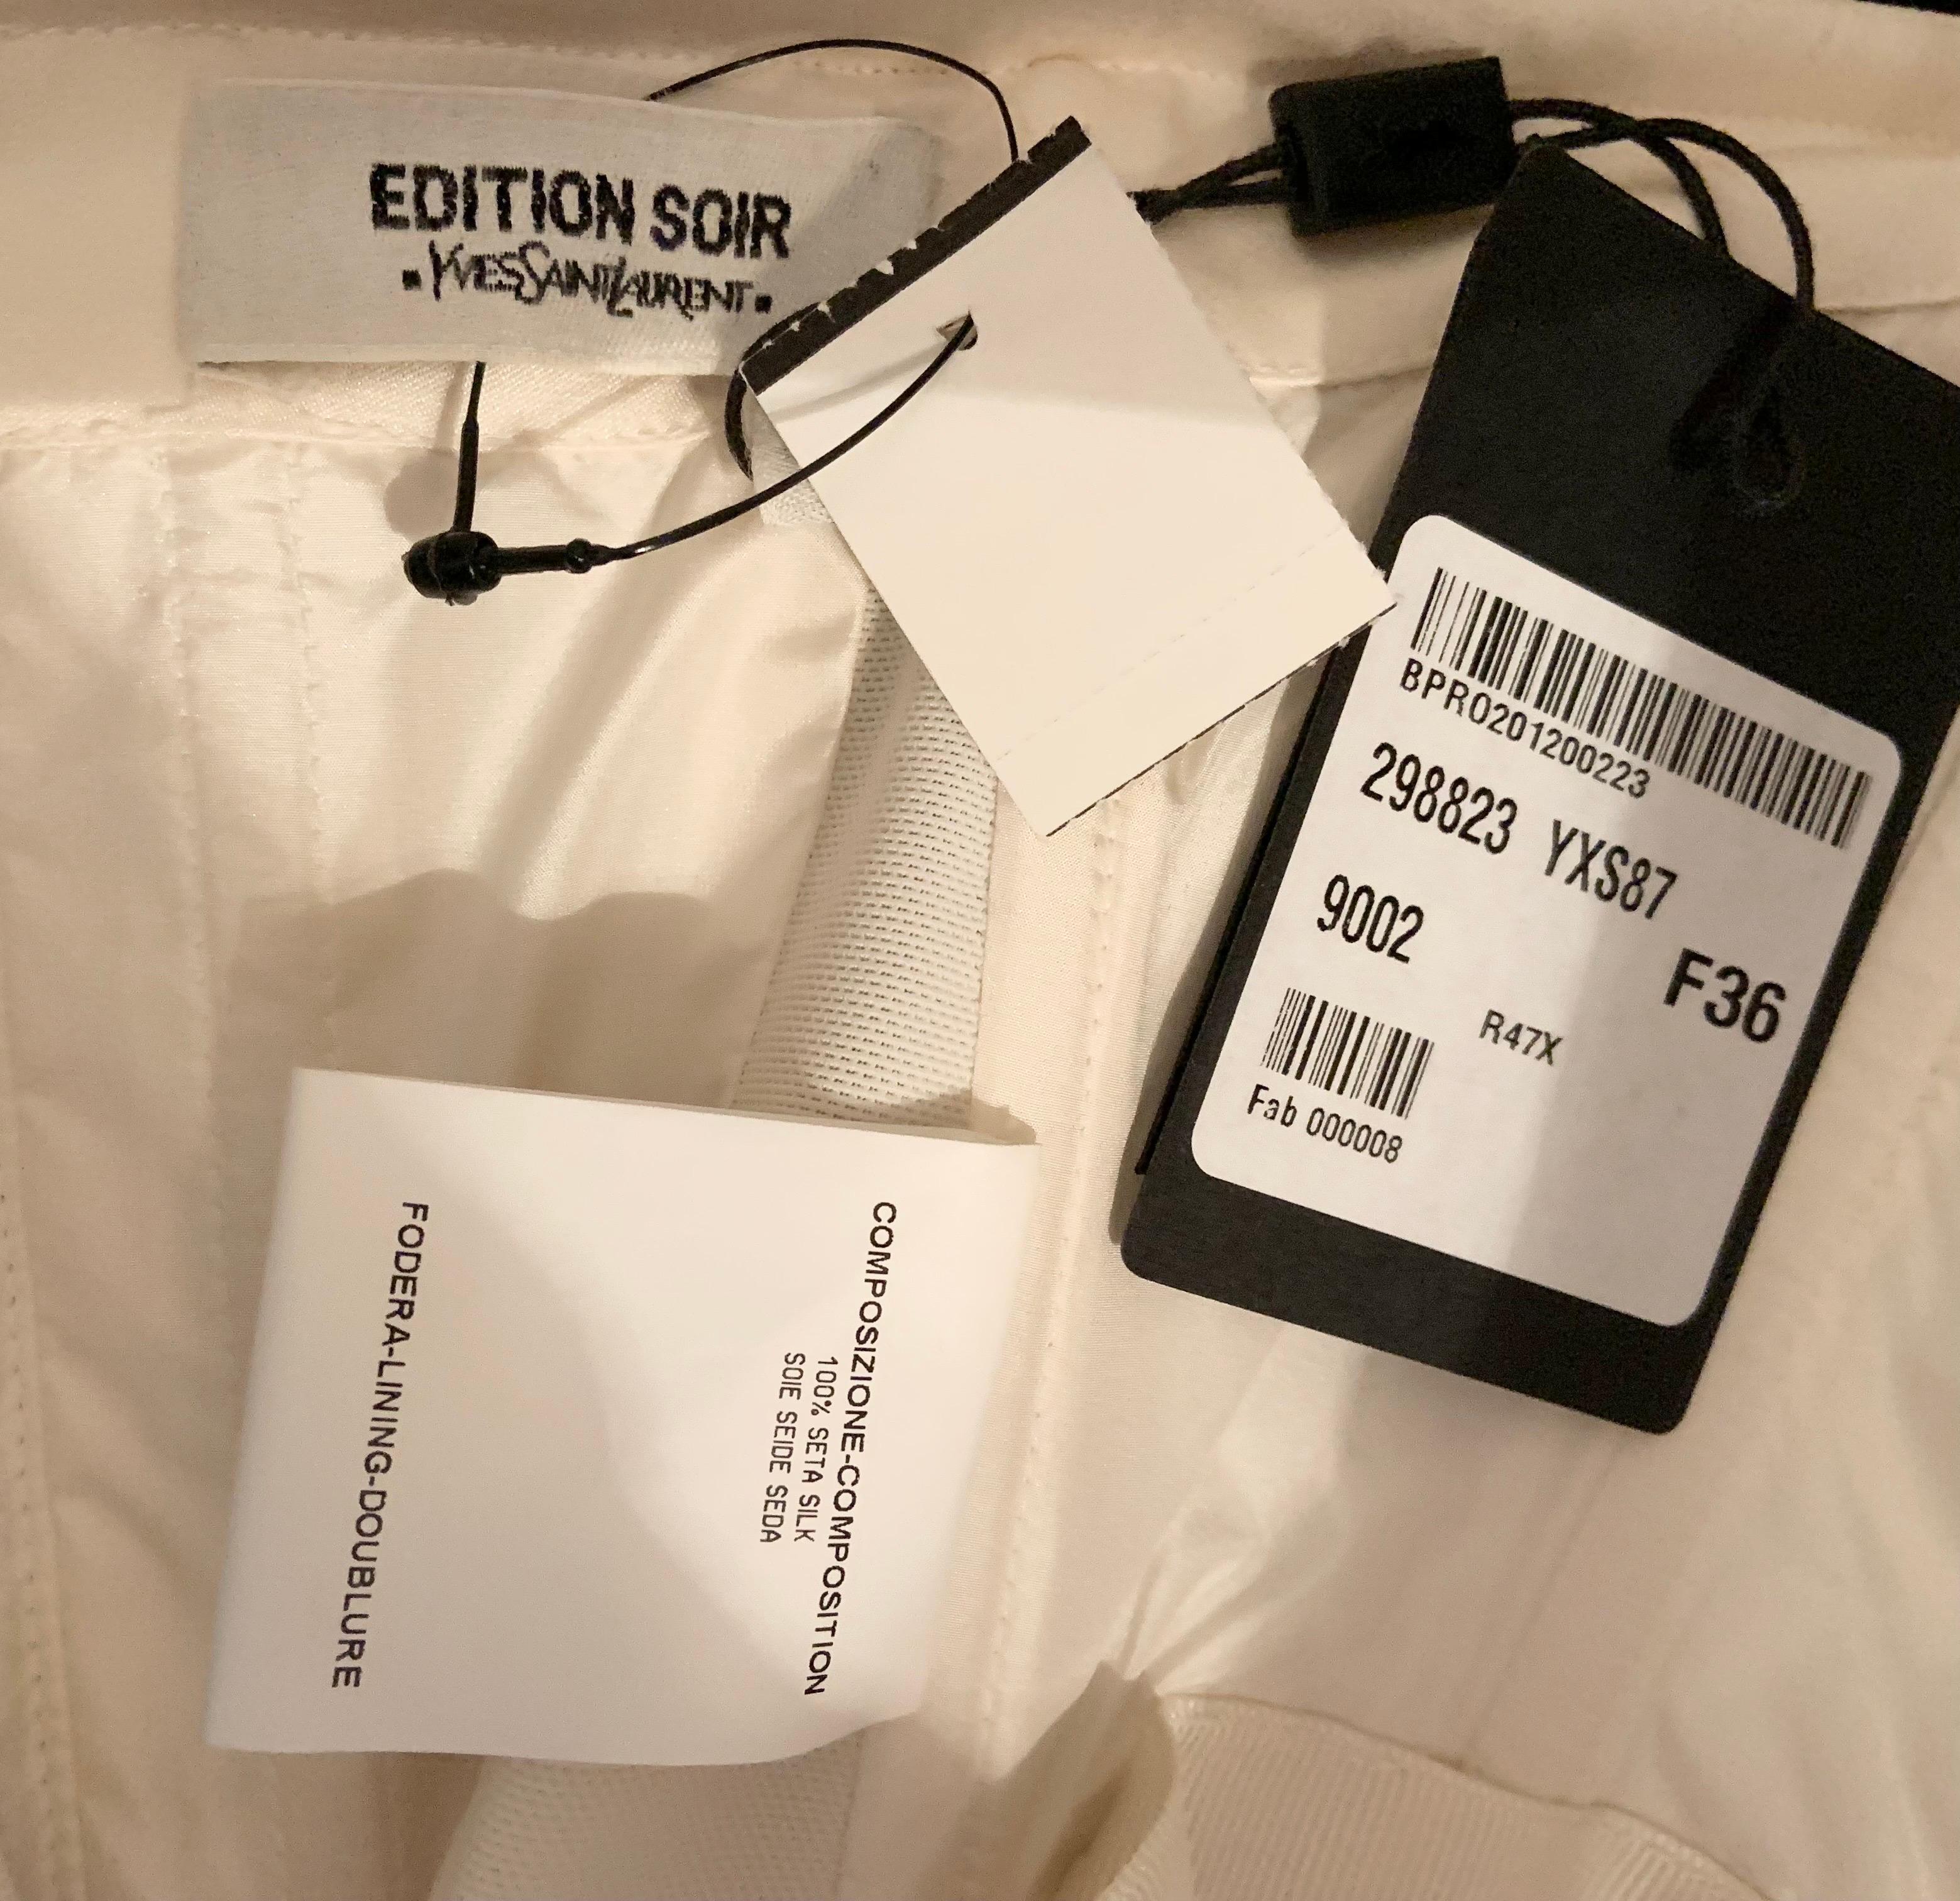 EDITION SOIR
.YVESSAINTLAURENT.
BPR0201200223
298823 YXS87
9002
F36
R47X
Fab 000008
COMPOSIZIONE-COMPOSITION
100% SETA SILK
SOIE SEIDE SEDA
FODERA-LINING-DOUBLURE